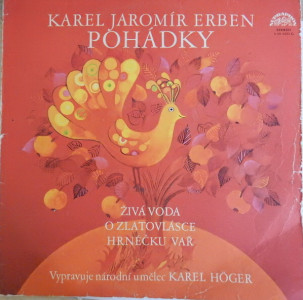 KAREL JAROMÍR ERBEN
POHÁDKY
ŽIVÁ VODA
O ZLATOVLÁSCE
HRNEČKU VAŘ
Vypravuje národní umělec KAREL HÖGER